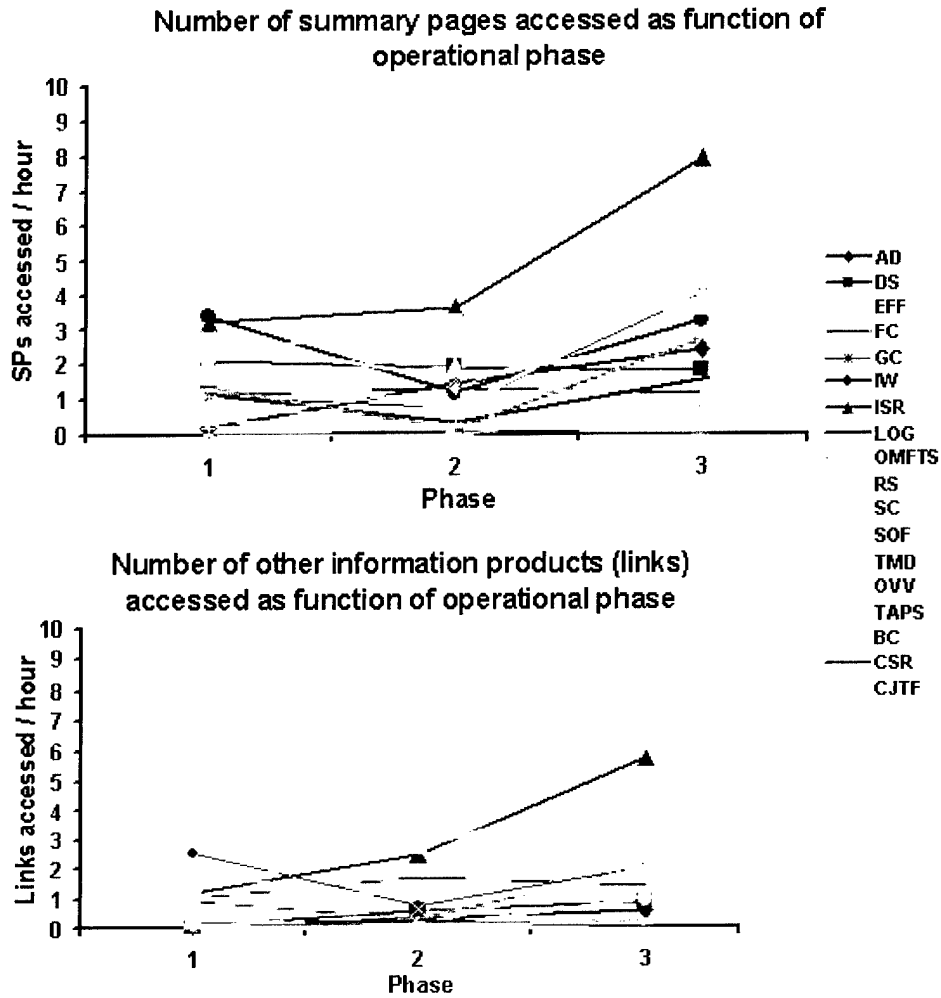 Number of summary pages accessed as function of
operational phase
10
9
8
7
6
5
4
3
2
1
0
SPs accessed / hour
1
2
3
Phase
AD
DS
EFF
FC
GC
IW
ISR
LOG
OMFTS
RS
SC
SOF
TMD
OVV
TAPS
BC
CSR
CJTF
Number of other information products (links)
accessed as function of operational phase
10
9
8
7
6
5
4
3
2
1
0
Links accessed / hour
1
2
3
Phase